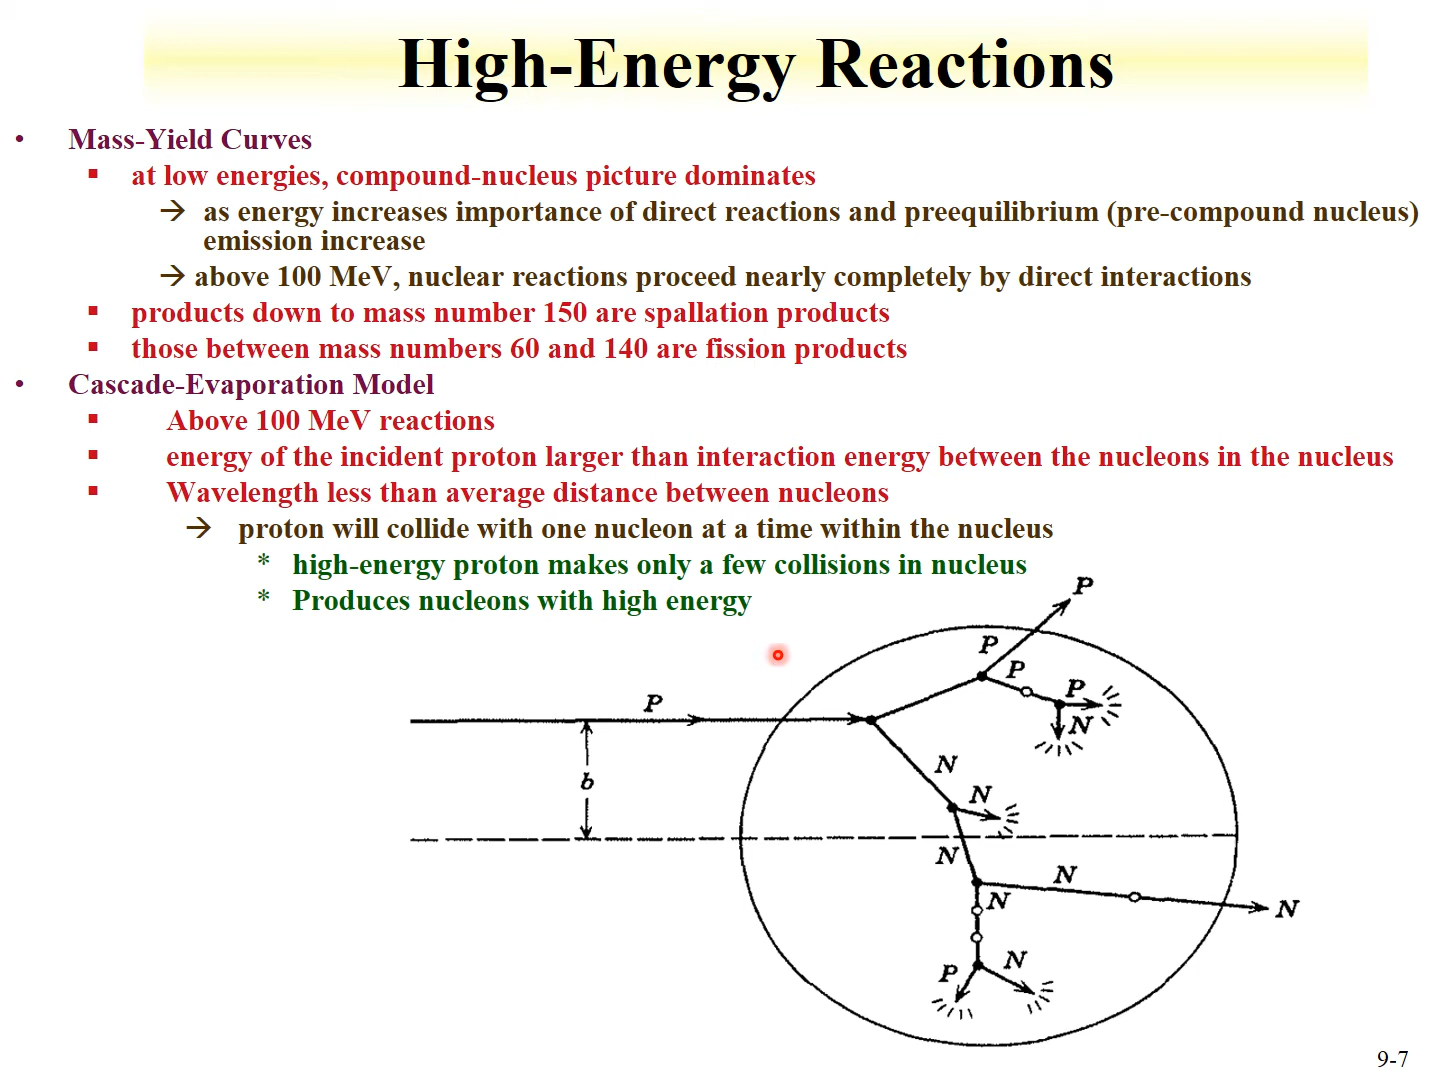 High-Energy Reactions
• Mass-Yield Curves
▪ at low energies, compound-nucleus picture dominates
→ as energy increases importance of direct reactions and preequilibrium (pre-compound nucleus)
emission increase
→ above 100 MeV, nuclear reactions proceed nearly completely by direct interactions
▪ products down to mass number 150 are spallation products
▪ those between mass numbers 60 and 140 are fission products
• Cascade-Evaporation Model
▪ Above 100 MeV reactions
▪ energy of the incident proton larger than interaction energy between the nucleons in the nucleus
▪ Wavelength less than average distance between nucleons
→ proton will collide with one nucleon at a time within the nucleus
* high-energy proton makes only a few collisions in nucleus
* Produces nucleons with high energy
P
P
P
P
P
N
N
N
b
N
N
N
N
N
P
9-7